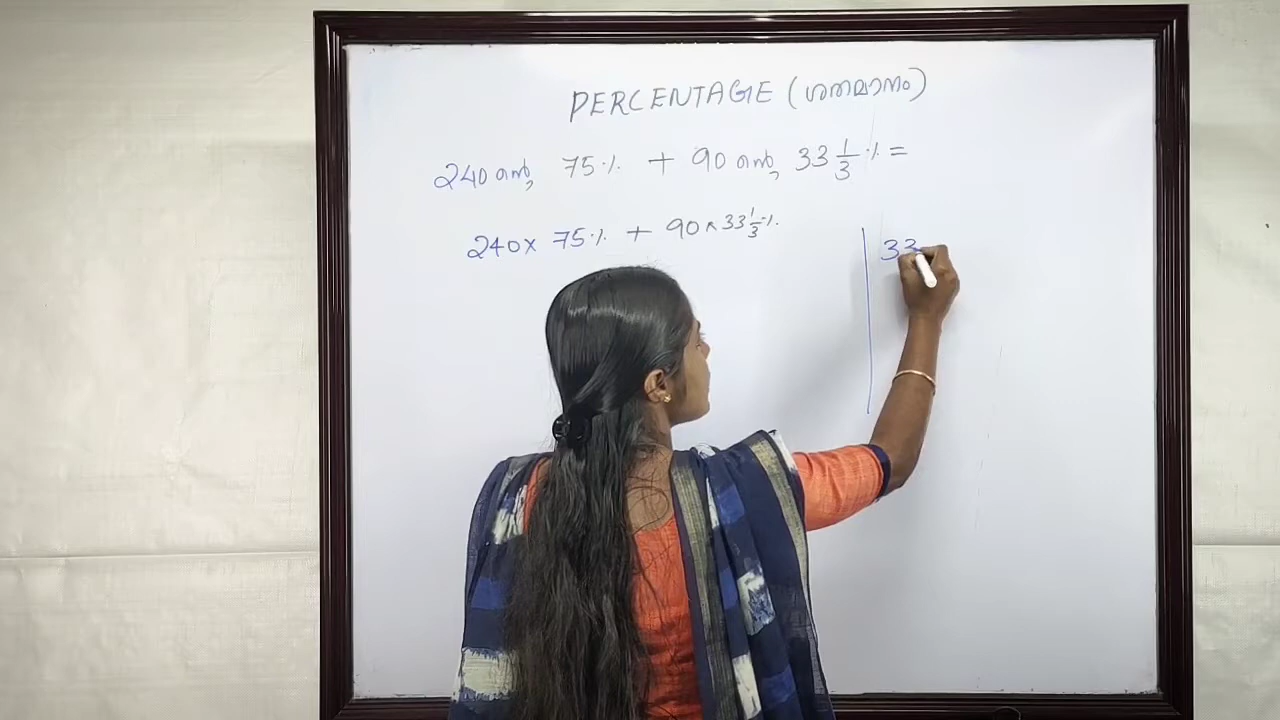 PERCENTAGE (ശതമാനം)
240 ന്റെ, 75% + 90 ന്റെ, 33 1/3 % =
240 × 75% + 90 × 33 1/3 %
33